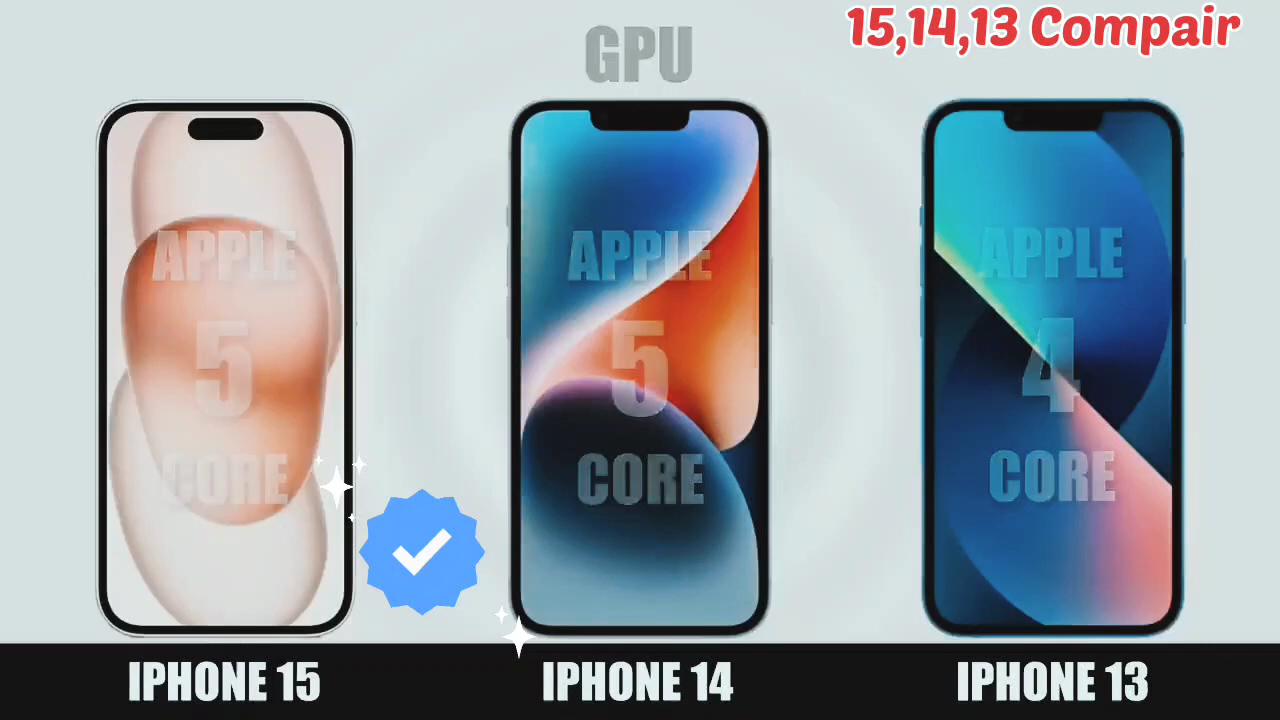 15,14,13 Compair
GPU
APPLE
5
CORE
APPLE
5
CORE
APPLE
4
CORE
IPHONE 15
IPHONE 14
IPHONE 13